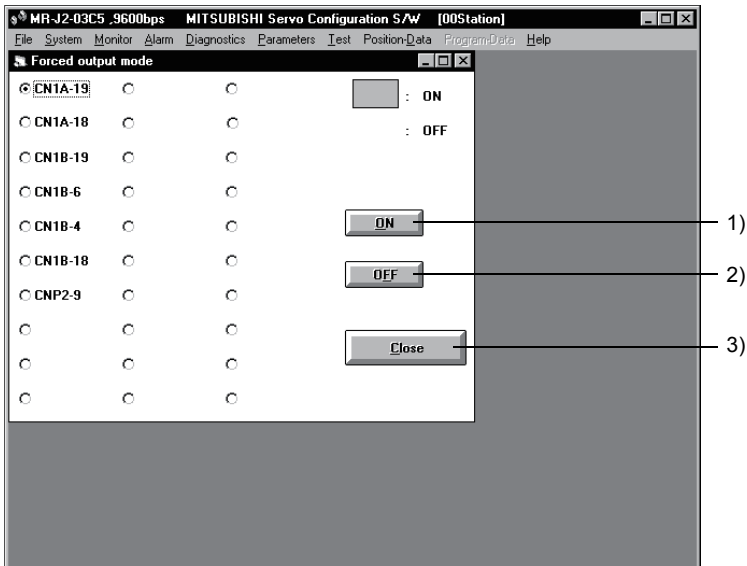 MR-J2-03C5 ,9600bps MITSUBISHI Servo Configuration S/W [00Station]
File System Monitor Alarm Diagnostics Parameters Test Position-Data Program-Data Help
Forced output mode
CN1A-19
: ON
CN1A-18
: OFF
CN1B-19
CN1B-6
CN1B-4
ON
1)
CN1B-18
OFF
2)
CNP2-9
Close
3)